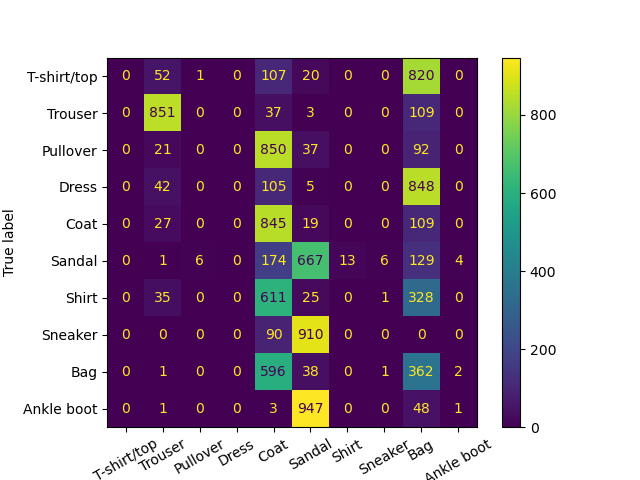 T-shirt/top 0 52 1 0 107 20 0 0 820 0
Trouser 0 851 0 0 37 3 0 0 109 0
Pullover 0 21 0 0 850 37 0 0 92 0
Dress 0 42 0 0 105 5 0 0 848 0
Coat 0 27 0 0 845 19 0 0 109 0
Sandal 0 1 6 0 174 667 13 6 129 4
Shirt 0 35 0 0 611 25 0 1 328 0
Sneaker 0 0 0 0 90 910 0 0 0 0
Bag 0 1 0 0 596 38 0 1 362 2
Ankle boot 0 1 0 0 3 947 0 0 48 1
True label
T-shirt/top Trouser Pullover Dress Coat Sandal Shirt Sneaker Bag Ankle boot
800
600
400
200
0